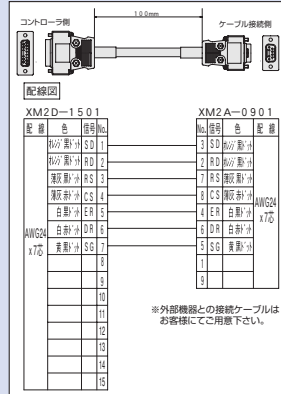 コントローラ側
100mm
ケーブル接続側
配線図
XM2D-1501
XM2A-0901
配線 色 信号 No.
No. 信号 色 配線
ｵﾚﾝｼﾞ黒ﾄﾞｯﾄ SD 1
3 SD ｵﾚﾝｼﾞ黒ﾄﾞｯﾄ
ｵﾚﾝｼﾞ赤ﾄﾞｯﾄ RD 2
2 RD ｵﾚﾝｼﾞ赤ﾄﾞｯﾄ
薄灰黒ﾄﾞｯﾄ RS 3
7 RS 薄灰黒ﾄﾞｯﾄ
薄灰赤ﾄﾞｯﾄ CS 4
8 CS 薄灰赤ﾄﾞｯﾄ
白黒ﾄﾞｯﾄ ER 5
4 ER 白黒ﾄﾞｯﾄ
白赤ﾄﾞｯﾄ DR 6
6 DR 白赤ﾄﾞｯﾄ
黄黒ﾄﾞｯﾄ SG 7
5 SG 黄黒ﾄﾞｯﾄ
AWG24
x7芯
AWG24
x7芯
8
1
9
9
10
11
12
13
14
15
※外部機器との接続ケーブルは
お客様にてご用意下さい。